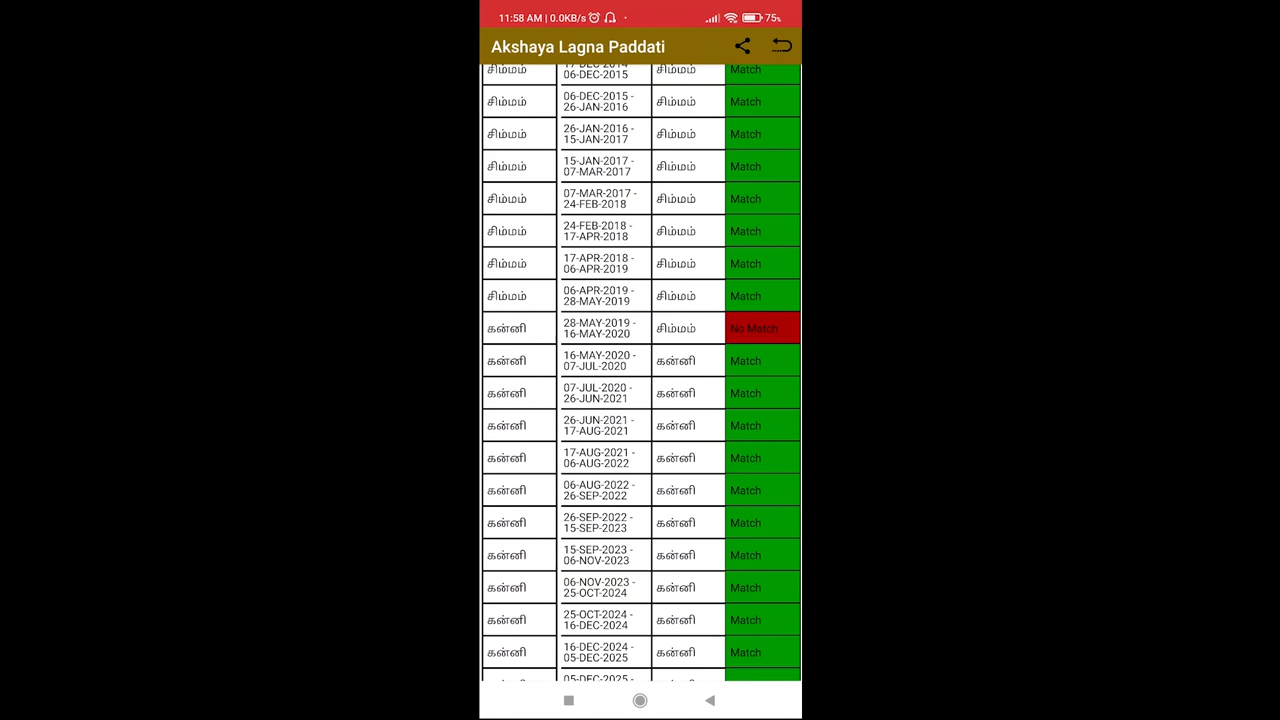 11:58 AM | 0.0KB/s 75%
Akshaya Lagna Paddati
சிம்மம் 17-DEC-2014 சிம்மம் Match
06-DEC-2015
சிம்மம் 06-DEC-2015 - சிம்மம் Match
26-JAN-2016
சிம்மம் 26-JAN-2016 - சிம்மம் Match
15-JAN-2017
சிம்மம் 15-JAN-2017 - சிம்மம் Match
07-MAR-2017
சிம்மம் 07-MAR-2017 - சிம்மம் Match
24-FEB-2018
சிம்மம் 24-FEB-2018 - சிம்மம் Match
17-APR-2018
சிம்மம் 17-APR-2018 - சிம்மம் Match
06-APR-2019
சிம்மம் 06-APR-2019 - சிம்மம் Match
28-MAY-2019
கன்னி 28-MAY-2019 - சிம்மம் No Match
16-MAY-2020
கன்னி 16-MAY-2020 - கன்னி Match
07-JUL-2020
கன்னி 07-JUL-2020 - கன்னி Match
26-JUN-2021
கன்னி 26-JUN-2021 - கன்னி Match
17-AUG-2021
கன்னி 17-AUG-2021 - கன்னி Match
06-AUG-2022
கன்னி 06-AUG-2022 - கன்னி Match
26-SEP-2022
கன்னி 26-SEP-2022 - கன்னி Match
15-SEP-2023
கன்னி 15-SEP-2023 - கன்னி Match
06-NOV-2023
கன்னி 06-NOV-2023 - கன்னி Match
25-OCT-2024
கன்னி 25-OCT-2024 - கன்னி Match
16-DEC-2024
கன்னி 16-DEC-2024 - கன்னி Match
05-DEC-2025
05-DEC-2025 -